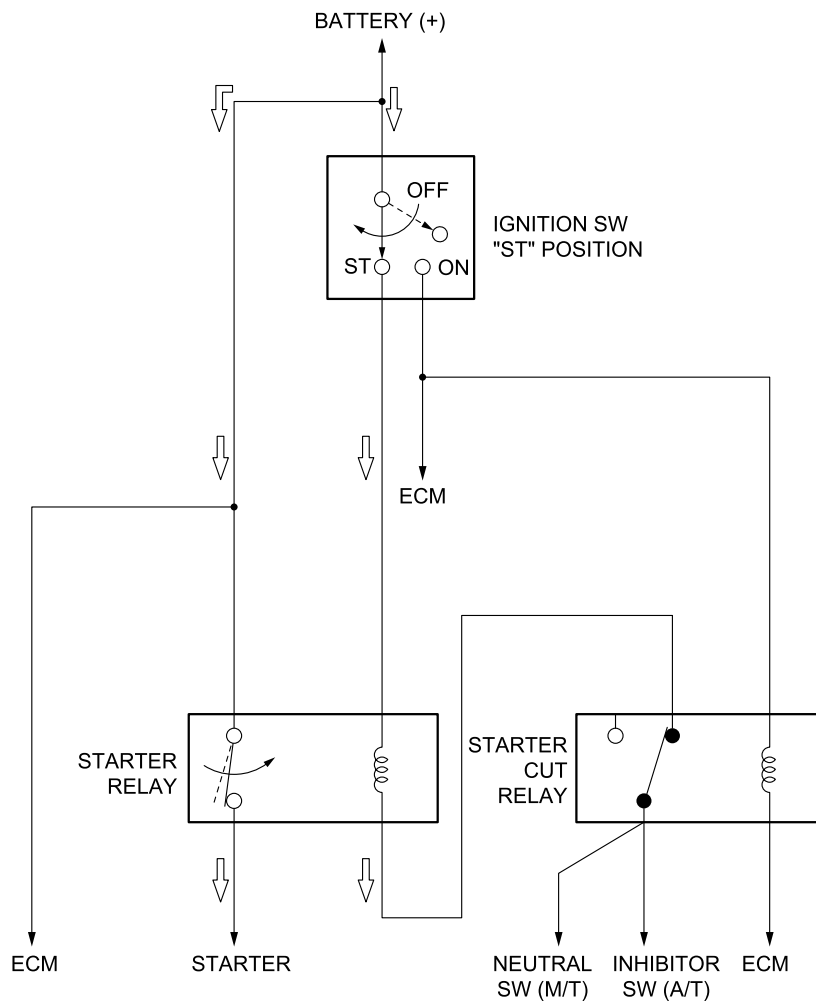 BATTERY (+)
OFF
IGNITION SW
"ST" POSITION
ST
ON
ECM
STARTER
RELAY
STARTER
CUT
RELAY
ECM
STARTER
NEUTRAL
SW (M/T)
INHIBITOR
SW (A/T)
ECM